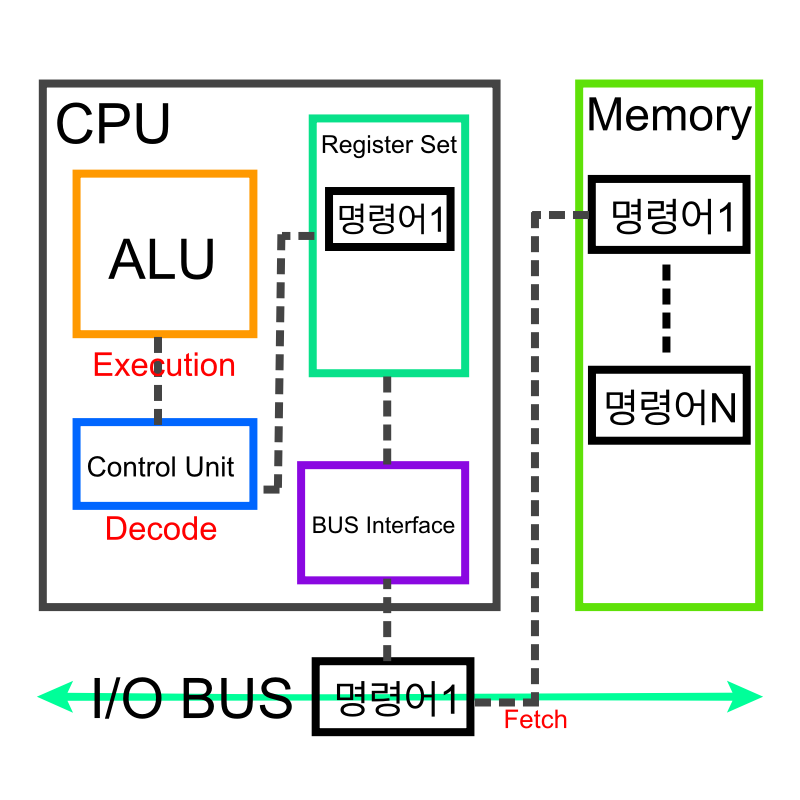 CPU
Register Set
명령어1
ALU
Execution
Control Unit
Decode
BUS Interface
Memory
명령어1
명령어N
I/O BUS
명령어1
Fetch